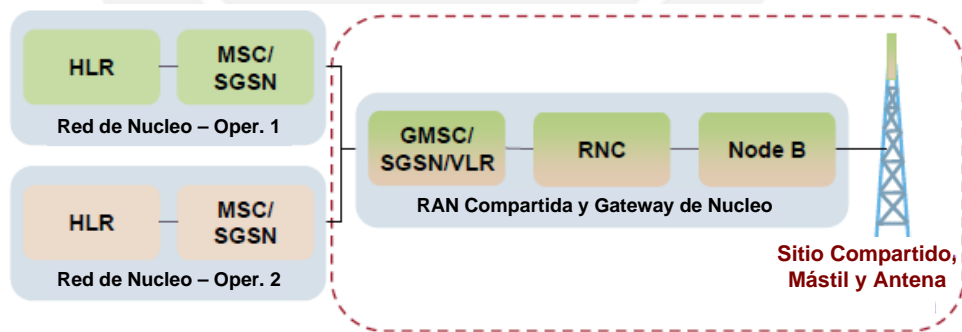 HLR
MSC/
SGSN
Red de Nucleo – Oper. 1
HLR
MSC/
SGSN
Red de Nucleo – Oper. 2
GMSC/
SGSN/VLR
RNC
Node B
RAN Compartida y Gateway de Nucleo
Sitio Compartido,
Mástil y Antena